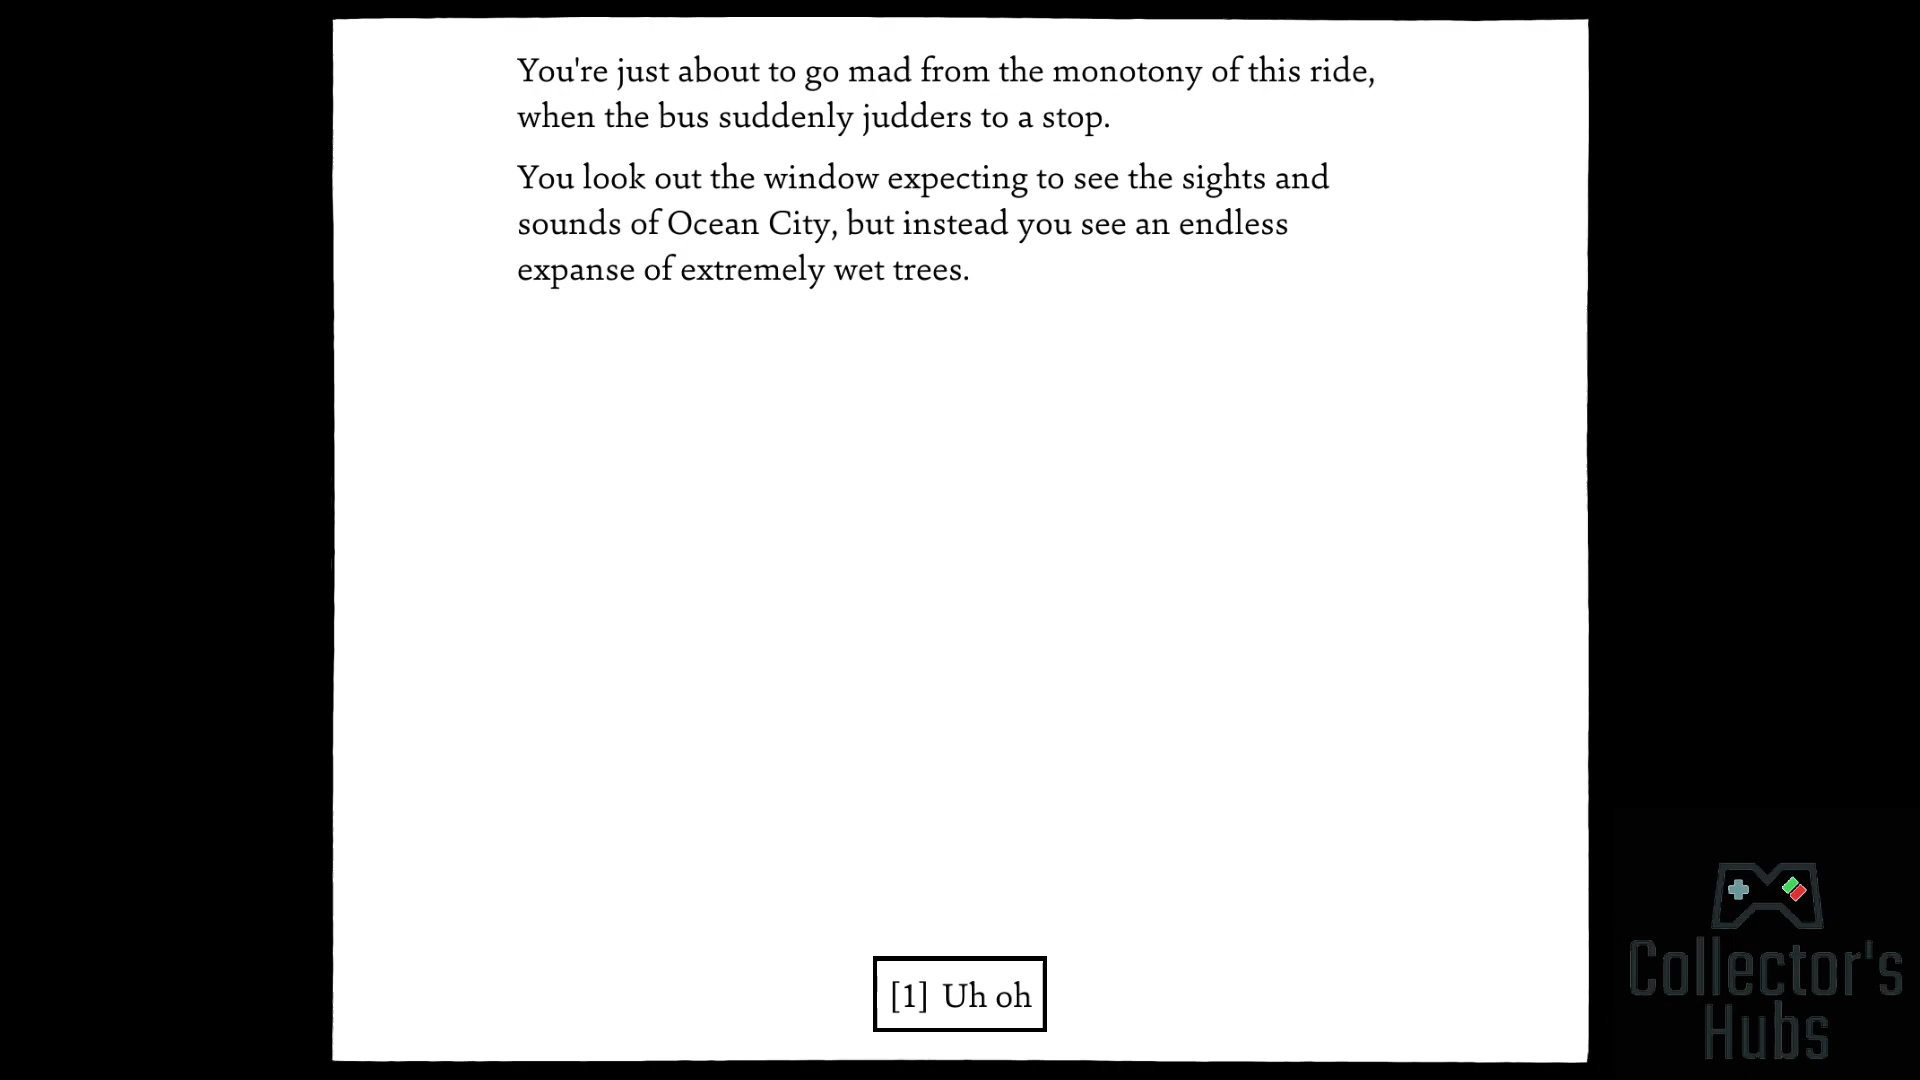 You're just about to go mad from the monotony of this ride,
when the bus suddenly judders to a stop.
You look out the window expecting to see the sights and
sounds of Ocean City, but instead you see an endless
expanse of extremely wet trees.
[1] Uh oh
Collector's
Hubs